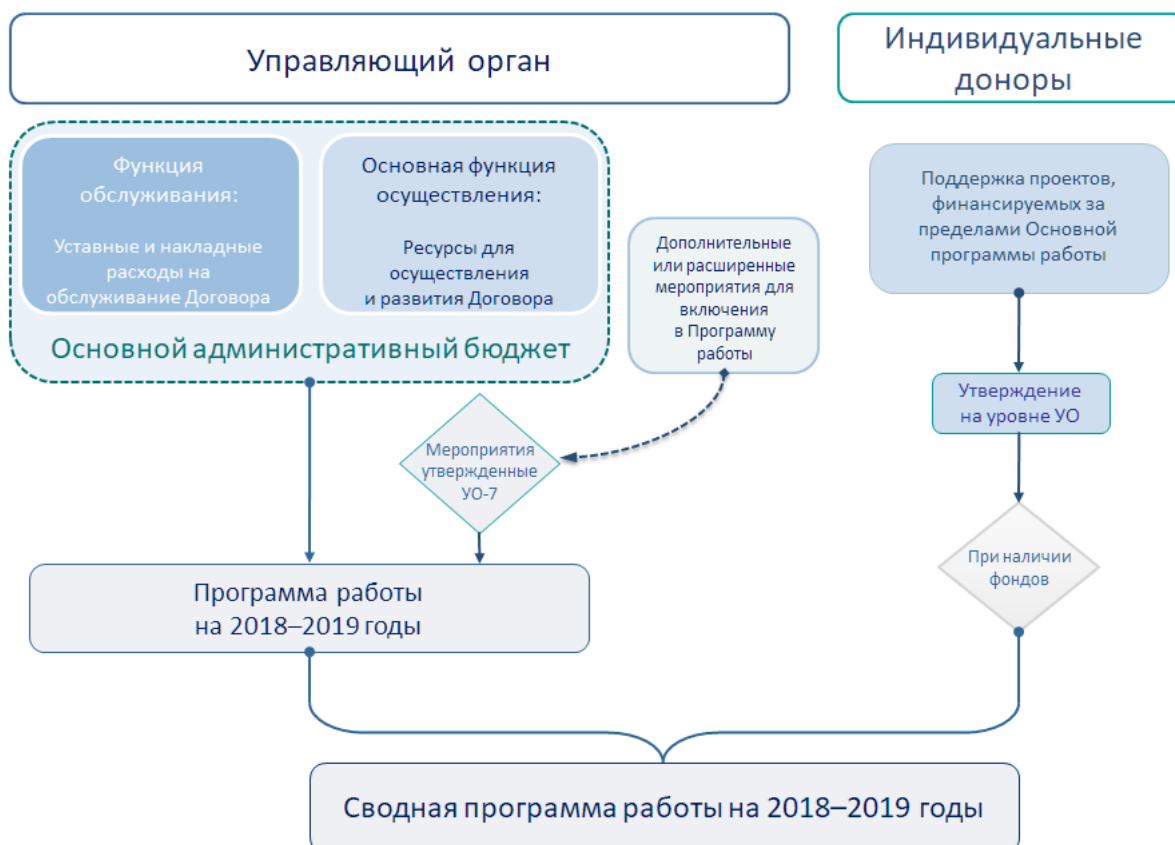 Управляющий орган
Индивидуальные
доноры
Функция
обслуживания:
Уставные и накладные
расходы на
обслуживание Договора
Основная функция
осуществления:
Ресурсы для
осуществления
и развития Договора
Основной административный бюджет
Дополнительные
или расширенные
мероприятия для
включения
в Программу
работы
Поддержка проектов,
финансируемых за
пределами Основной
программы работы
Утверждение
на уровне УО
Мероприятия
утвержденные
УО-7
При наличии
фондов
Программа работы
на 2018–2019 годы
Сводная программа работы на 2018–2019 годы